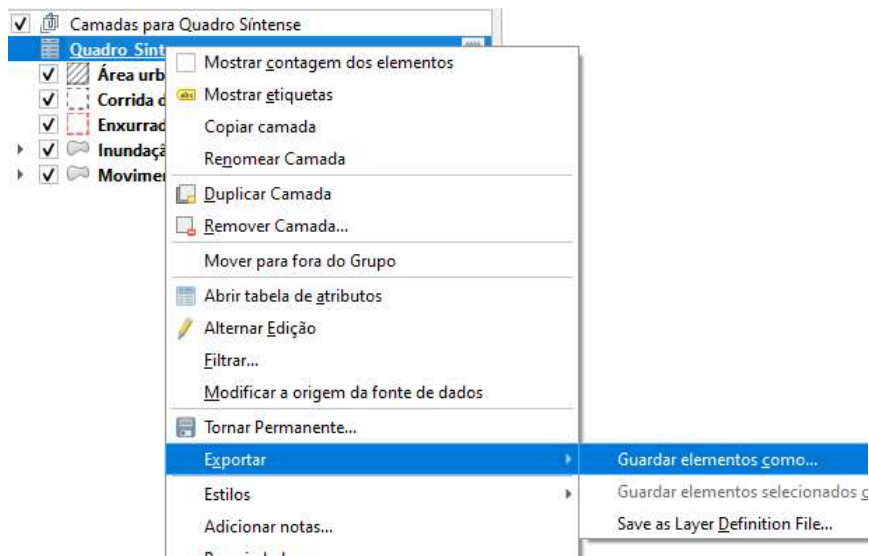 Camadas para Quadro Síntense
Quadro Sínt
Área urb
Corrida d
Enxurrad
Inundaçã
Movimen
Mostrar contagem dos elementos
abc Mostrar etiquetas
Copiar camada
Renomear Camada
Duplicar Camada
Remover Camada...
Mover para fora do Grupo
Abrir tabela de atributos
Alternar Edição
Filtrar...
Modificar a origem da fonte de dados
Tornar Permanente...
Exportar
Estilos
Adicionar notas...
Guardar elementos como...
Guardar elementos selecionados c
Save as Layer Definition File...